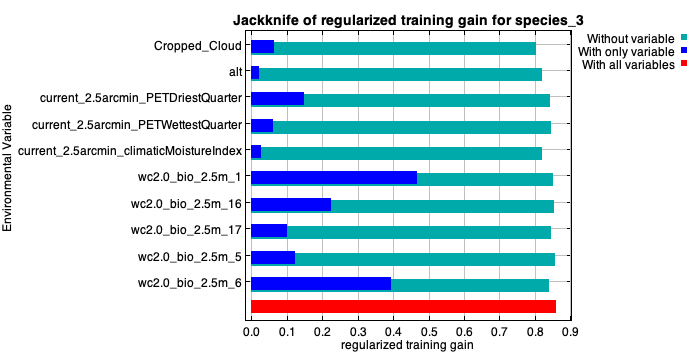 Jackknife of regularized training gain for species_3
Without variable
With only variable
With all variables
Environmental Variable
Cropped_Cloud
alt
current_2.5arcmin_PETDriestQuarter
current_2.5arcmin_PETWettestQuarter
current_2.5arcmin_climaticMoistureIndex
wc2.0_bio_2.5m_1
wc2.0_bio_2.5m_16
wc2.0_bio_2.5m_17
wc2.0_bio_2.5m_5
wc2.0_bio_2.5m_6
0.0 0.1 0.2 0.3 0.4 0.5 0.6 0.7 0.8 0.9
regularized training gain